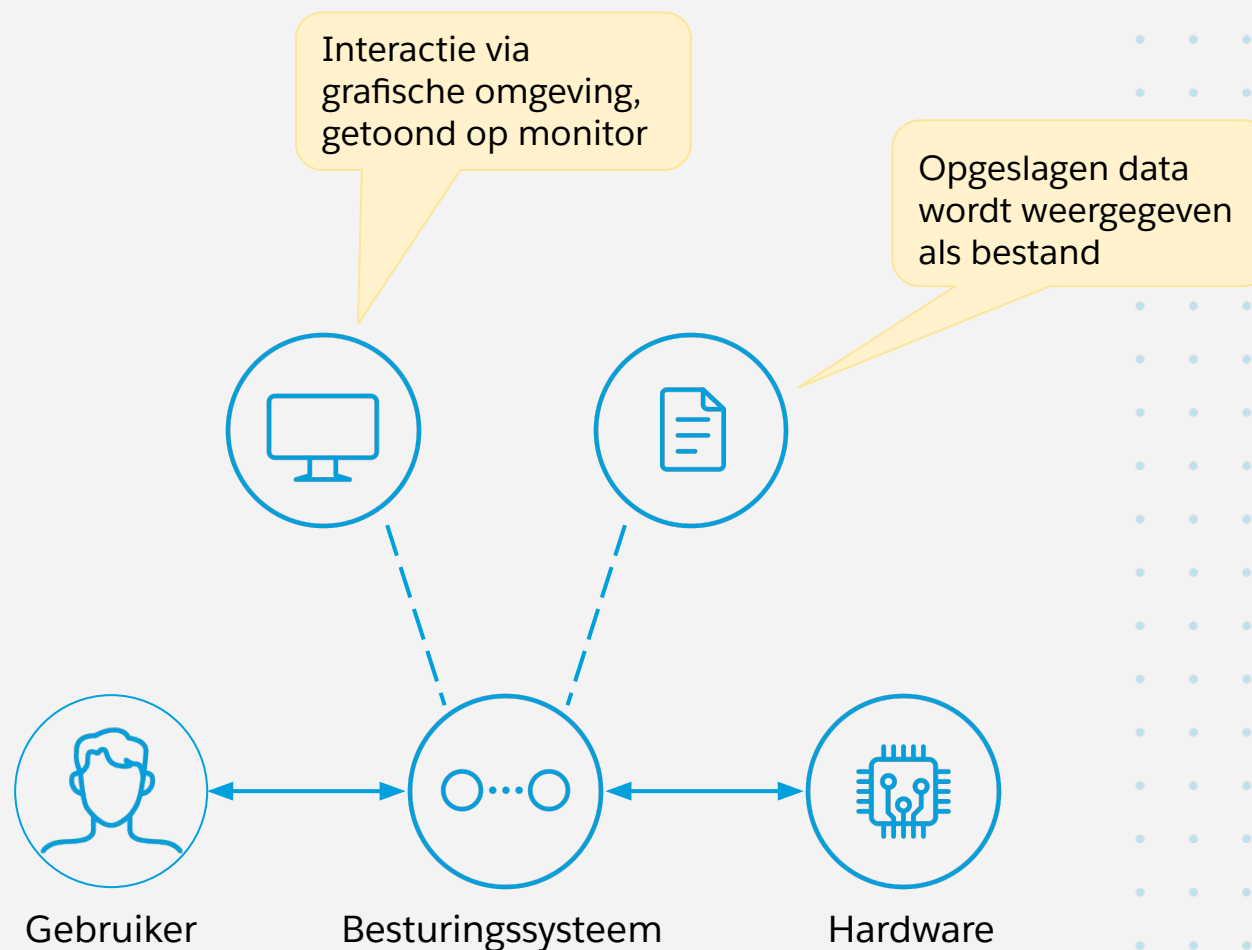 Interactie via
grafische omgeving,
getoond op monitor
Opgeslagen data
wordt weergegeven
als bestand
Gebruiker
Besturingssysteem
Hardware